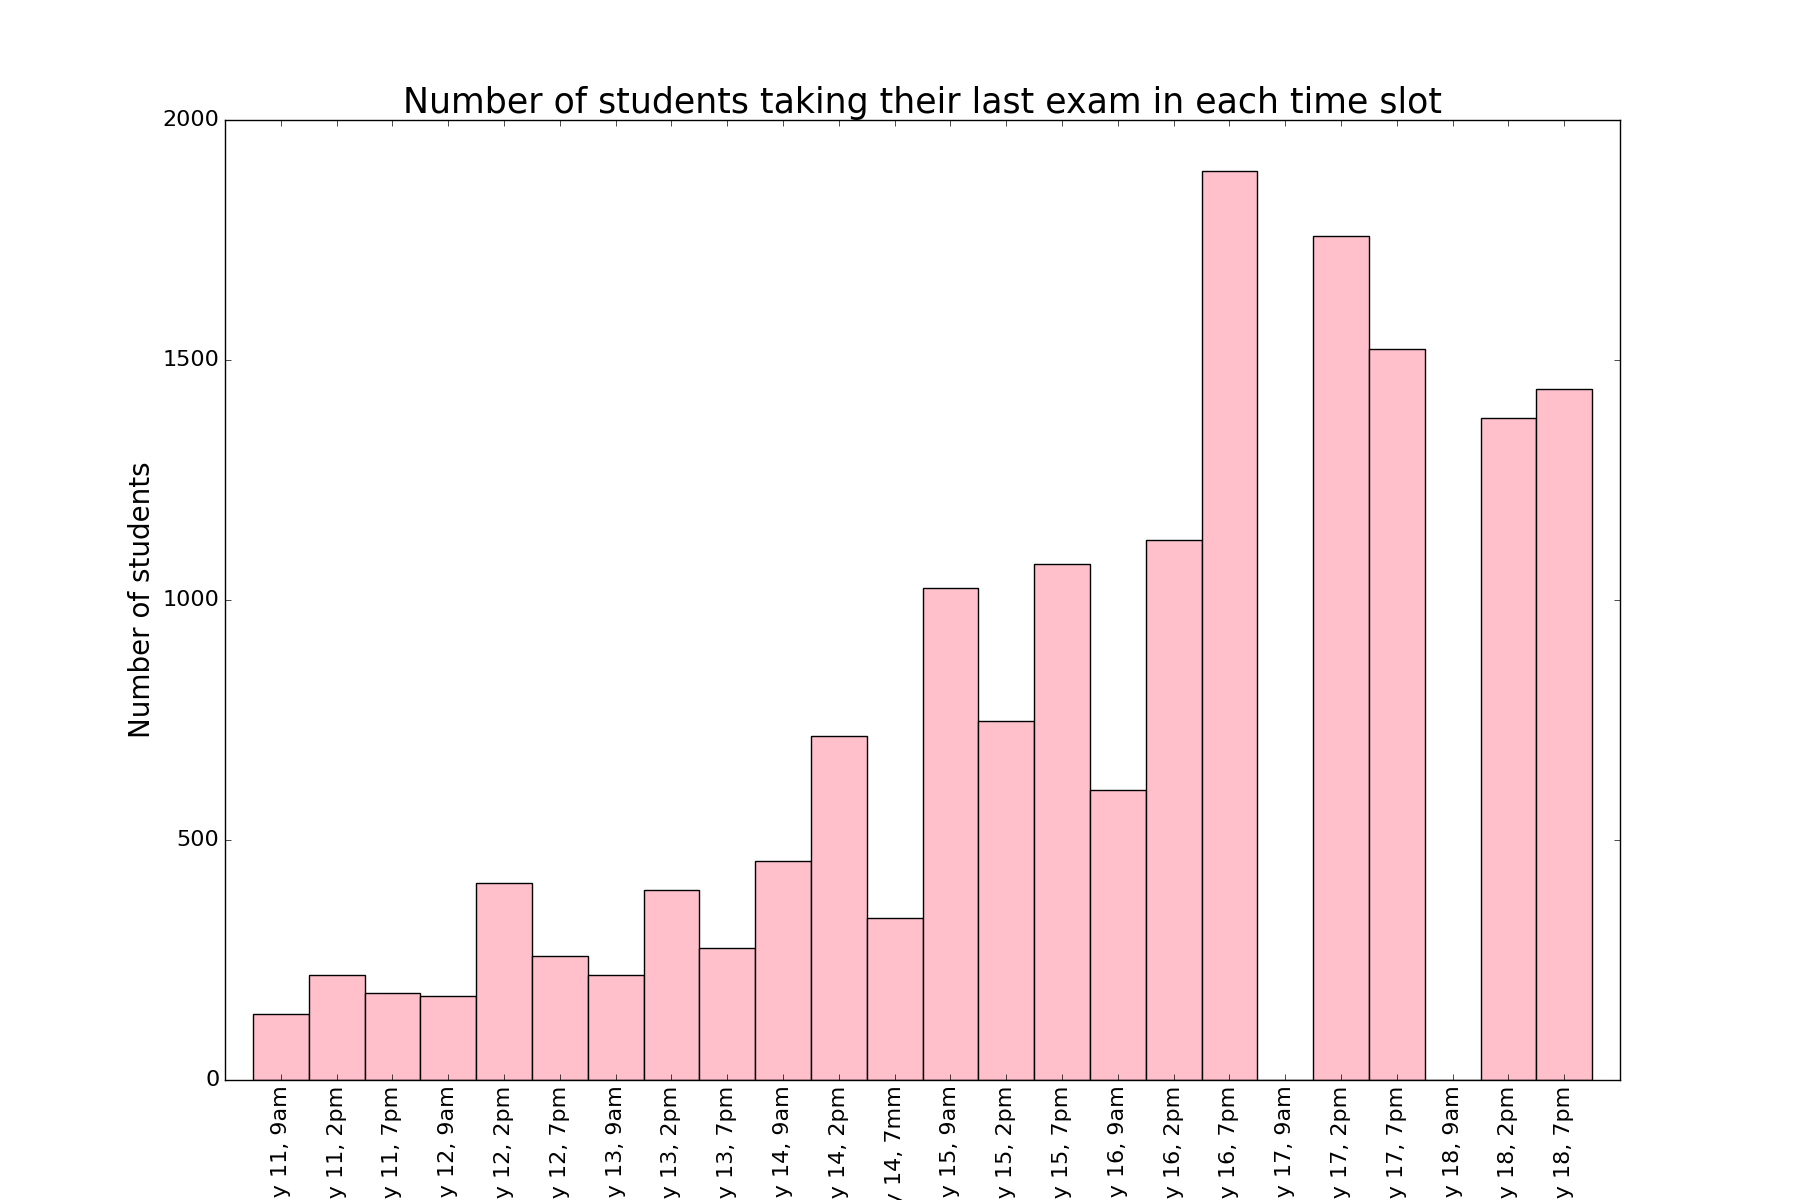 Number of students taking their last exam in each time slot
Number of students
2000
1500
1000
500
0
y 11, 9am
y 11, 2pm
y 11, 7pm
y 12, 9am
y 12, 2pm
y 12, 7pm
y 13, 9am
y 13, 2pm
y 13, 7pm
y 14, 9am
y 14, 2pm
y 14, 7mm
y 15, 9am
y 15, 2pm
y 15, 7pm
y 16, 9am
y 16, 2pm
y 16, 7pm
y 17, 9am
y 17, 2pm
y 17, 7pm
y 18, 9am
y 18, 2pm
y 18, 7pm